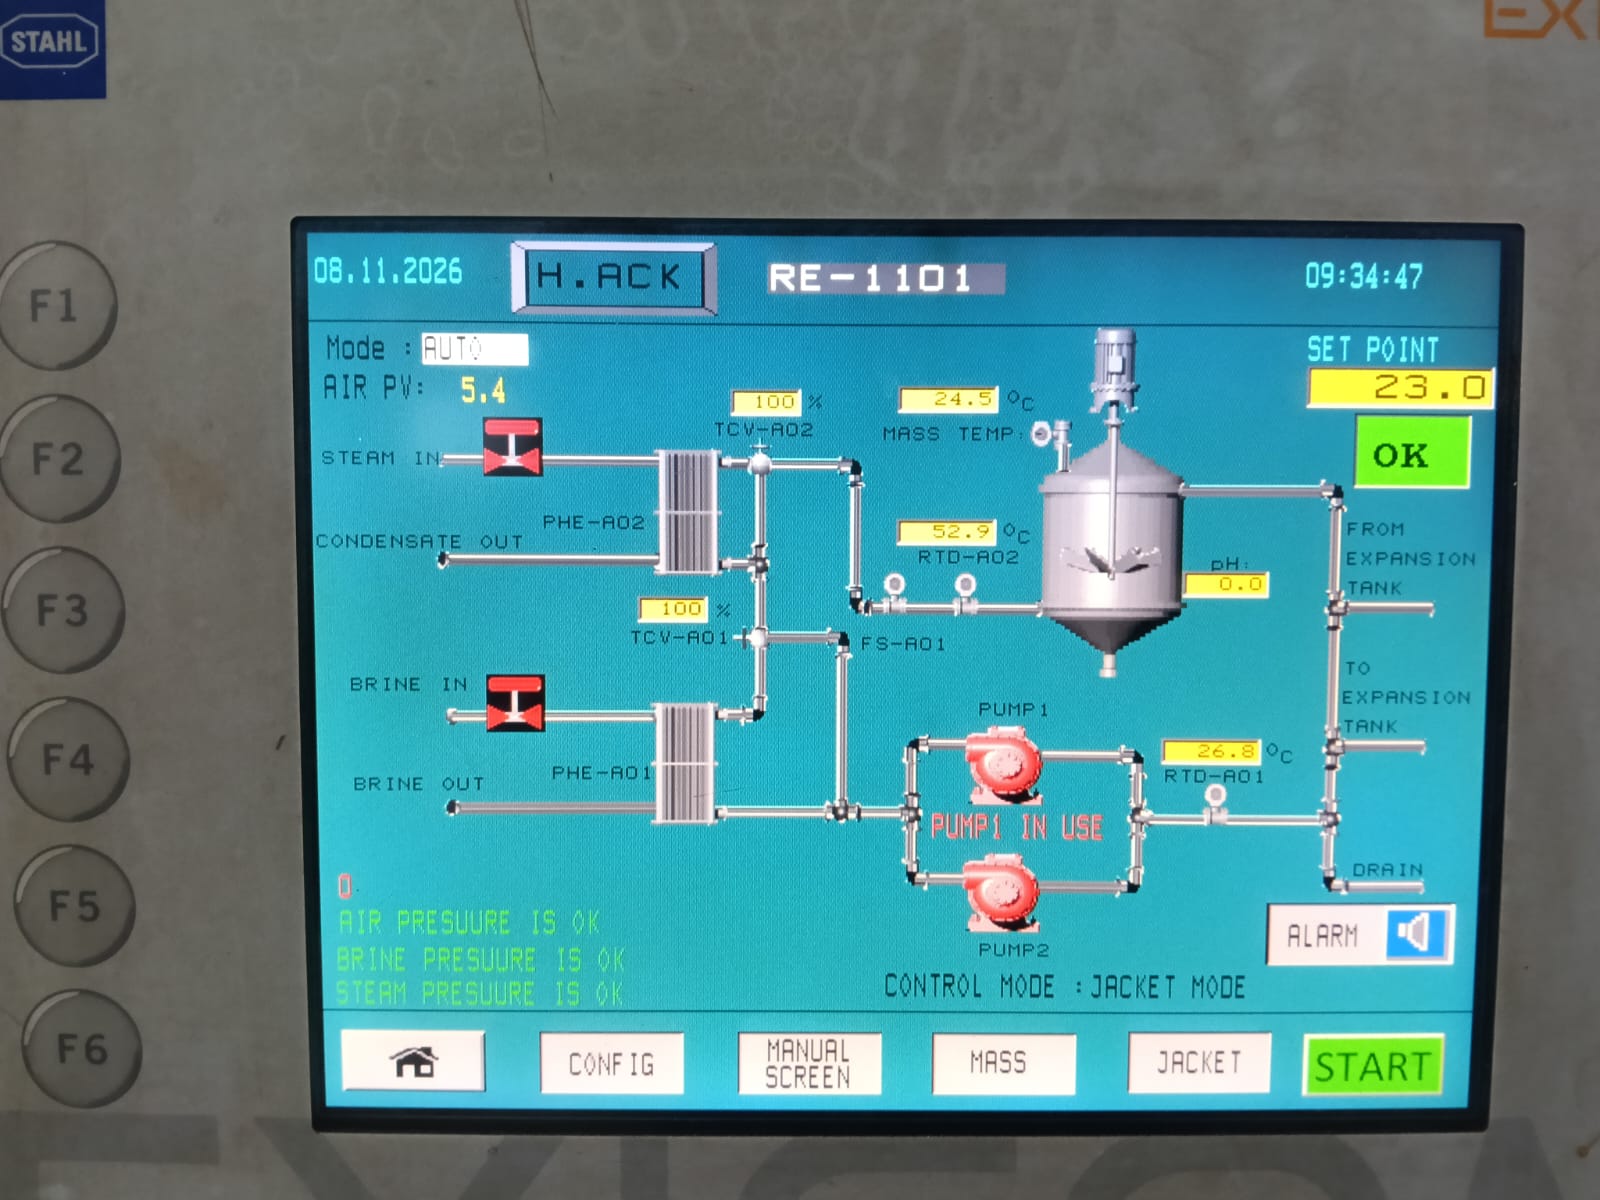 STAHL
F1
F2
F3
F4
F5
F6
08.11.2026
H.ACK
RE-1101
09:34:47
Mode : AUTO
AIR PV: 5.4
SET POINT
23.0
OK
100 %
TCV-A02
24.5 °C
MASS TEMP:
STEAM IN
PHE-A02
CONDENSATE OUT
52.9 °C
RTD-A02
pH:
0.0
FROM
EXPANSION
TANK
100 %
TCV-A01
FS-A01
BRINE IN
TO
EXPANSION
TANK
PUMP1
PHE-A01
26.8 °C
RTD-A01
BRINE OUT
PUMP1 IN USE
DRAIN
0
AIR PRESUURE IS OK
BRINE PRESUURE IS OK
STEAM PRESUURE IS OK
PUMP2
ALARM
CONTROL MODE :JACKET MODE
CONFIG
MANUAL
SCREEN
MASS
JACKET
START